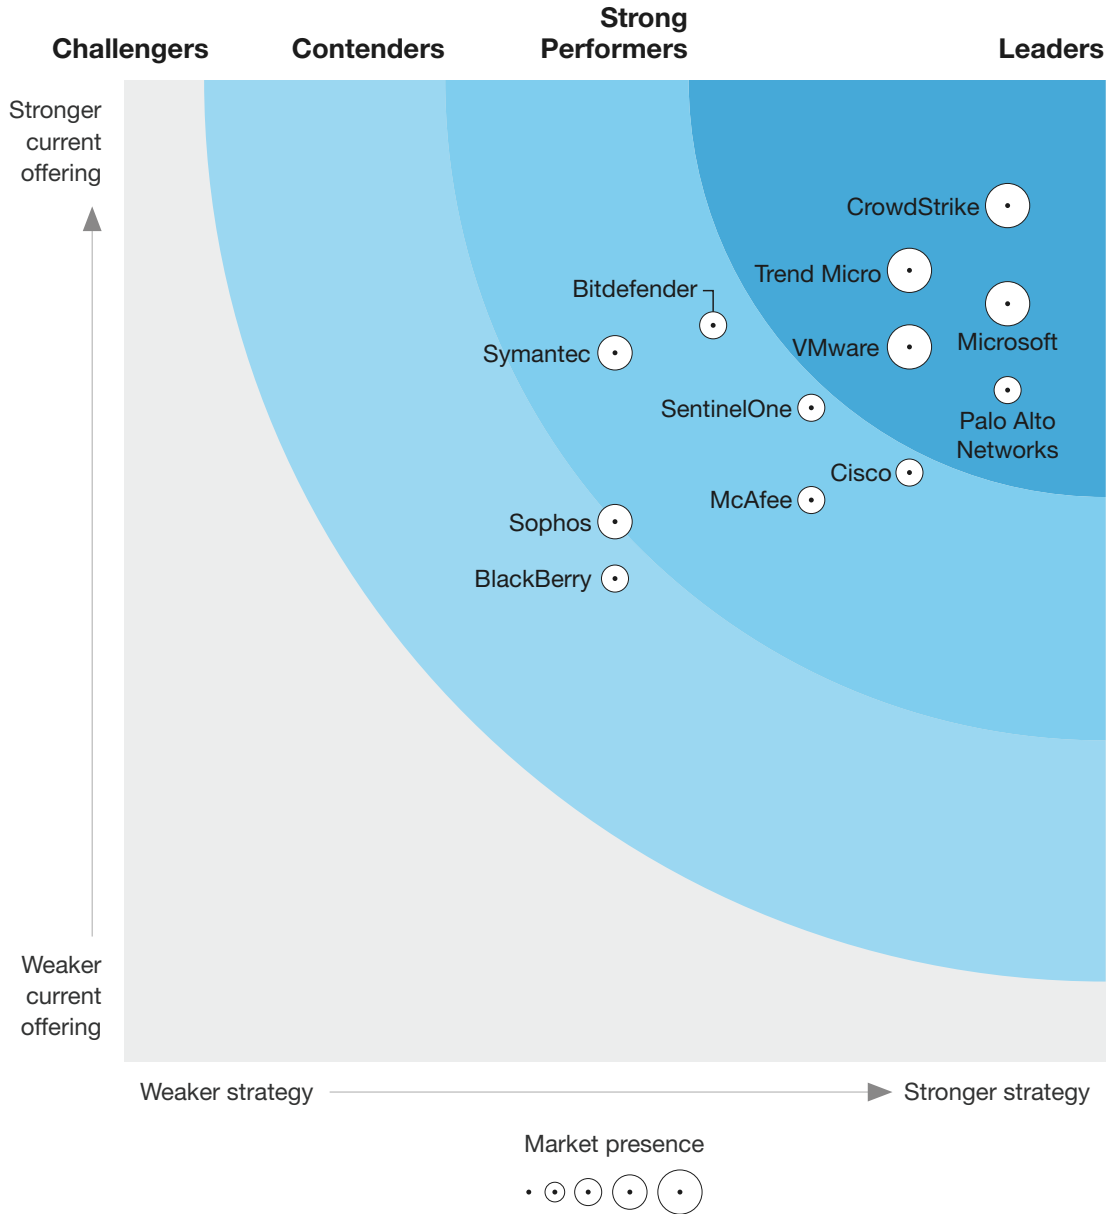 Challengers
Contenders
Strong
Performers
Leaders
Stronger
current
offering
CrowdStrike
Trend Micro
Bitdefender
Microsoft
VMware
Symantec
SentinelOne
Palo Alto
Networks
Cisco
McAfee
Sophos
BlackBerry
Weaker
current
offering
Weaker strategy
Stronger strategy
Market presence